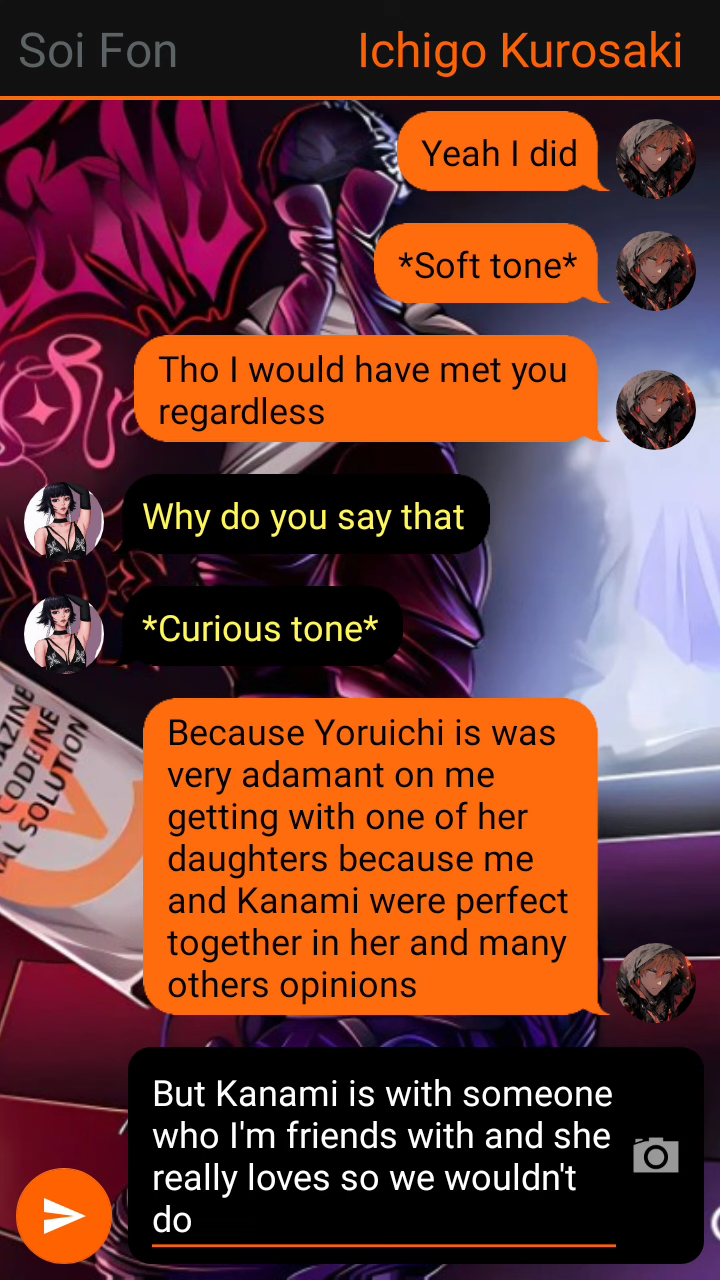 Soi Fon
Ichigo Kurosaki
Yeah I did
*Soft tone*
Tho I would have met you
regardless
Why do you say that
*Curious tone*
Because Yoruichi is was
very adamant on me
getting with one of her
daughters because me
and Kanami were perfect
together in her and many
others opinions
But Kanami is with someone
who I'm friends with and she
really loves so we wouldn't
do
AZINE
CODEINE
AL SOLUTION